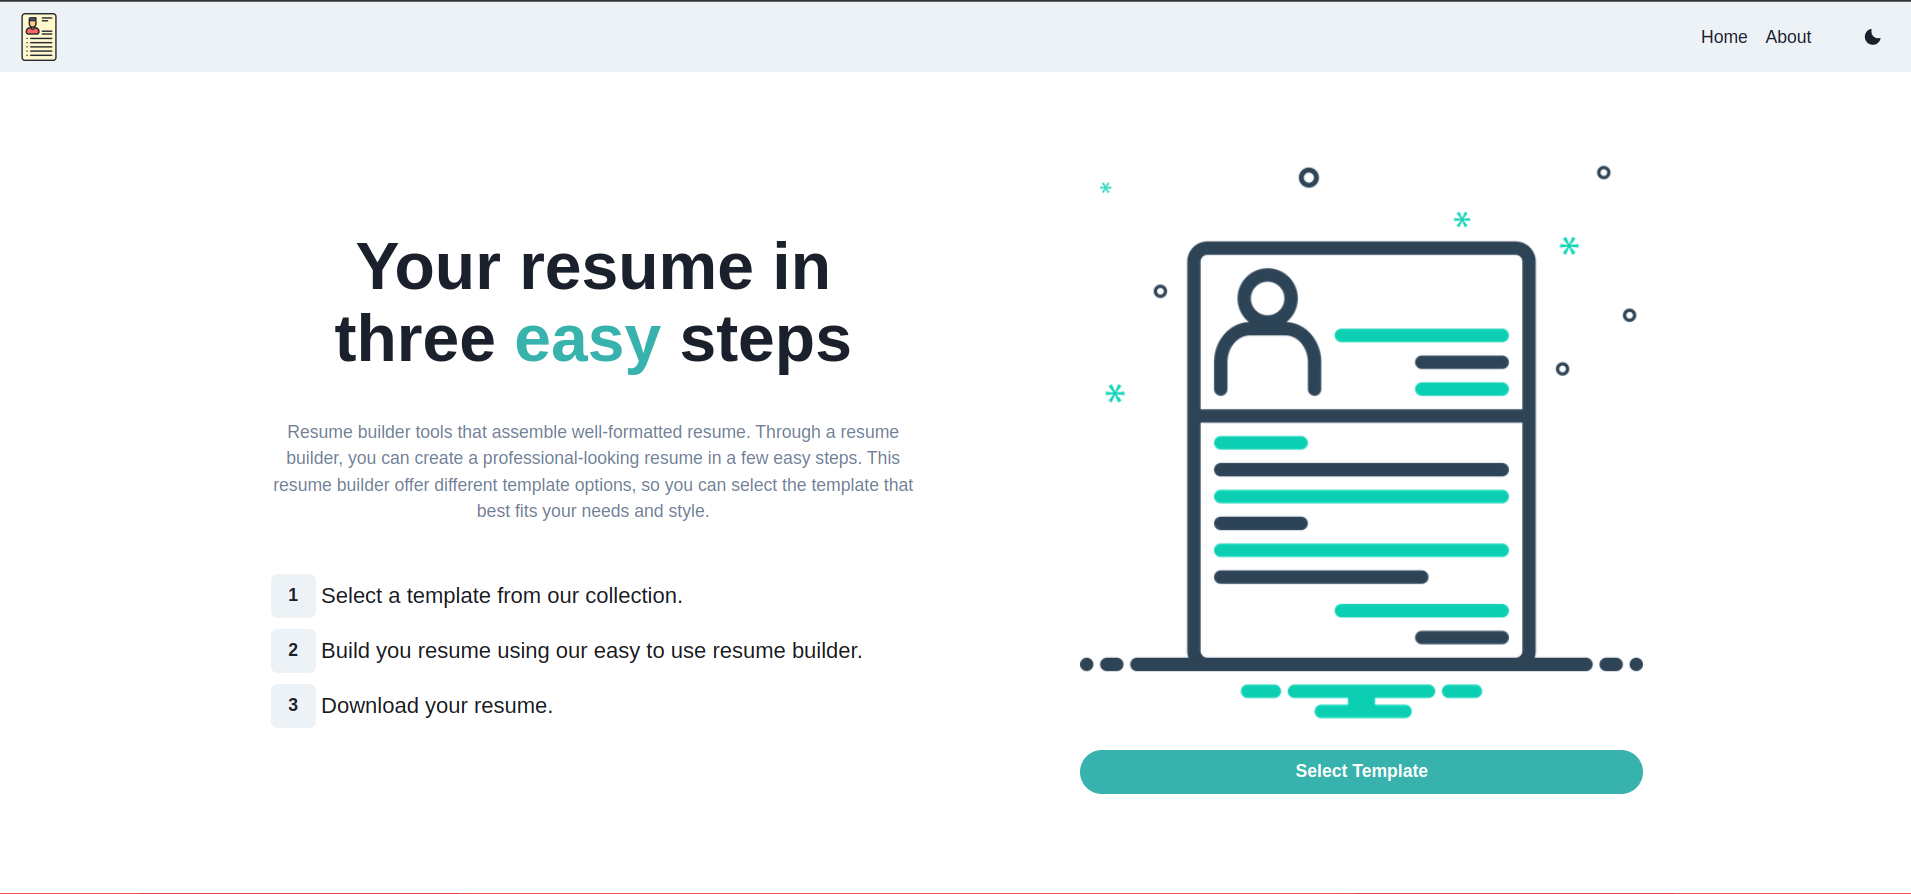 Home About
Your resume in
three easy steps
Resume builder tools that assemble well-formatted resume. Through a resume
builder, you can create a professional-looking resume in a few easy steps. This
resume builder offer different template options, so you can select the template that
best fits your needs and style.
1 Select a template from our collection.
2 Build you resume using our easy to use resume builder.
3 Download your resume.
Select Template